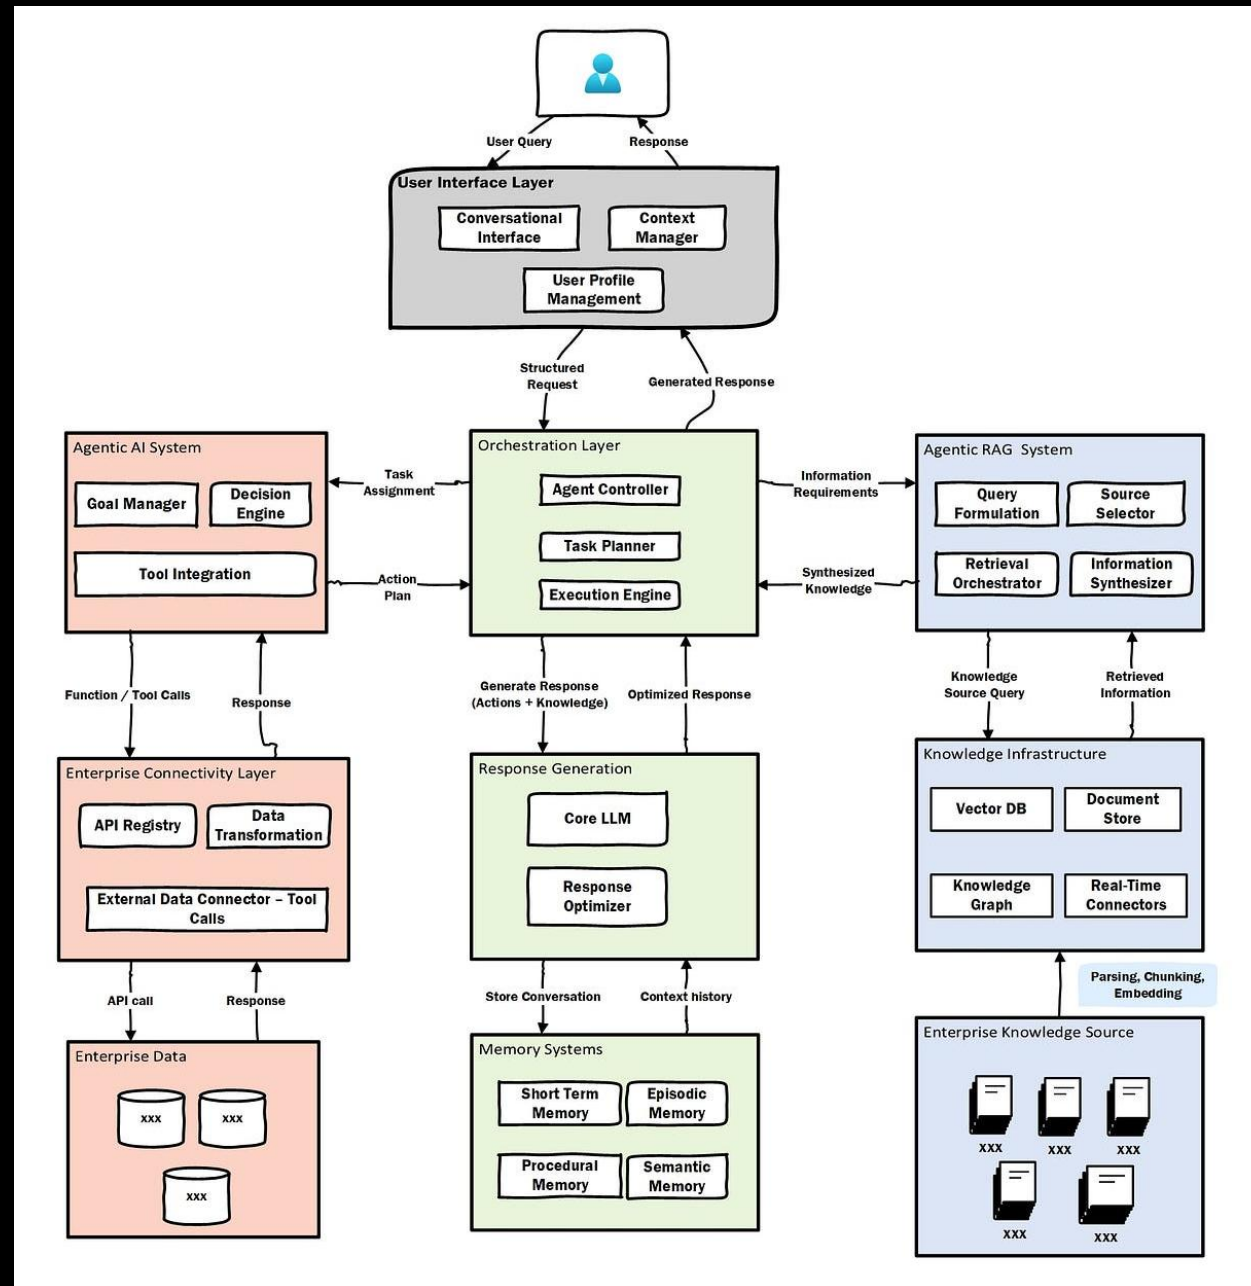 User Query
Response
User Interface Layer
Conversational
Interface
Context
Manager
User Profile
Management
Structured
Request
Generated Response
Agentic AI System
Goal Manager
Decision
Engine
Tool Integration
Task
Assignment
Action
Plan
Orchestration Layer
Agent Controller
Task Planner
Execution Engine
Information
Requirements
Synthesized
Knowledge
Agentic RAG System
Query
Formulation
Source
Selector
Retrieval
Orchestrator
Information
Synthesizer
Function / Tool Calls
Response
Generate Response
(Actions + Knowledge)
Optimized Response
Knowledge
Source Query
Retrieved
Information
Enterprise Connectivity Layer
API Registry
Data
Transformation
External Data Connector – Tool
Calls
Response Generation
Core LLM
Response
Optimizer
Knowledge Infrastructure
Vector DB
Document
Store
Knowledge
Graph
Real-Time
Connectors
API call
Response
Store Conversation
Context history
Parsing, Chunking,
Embedding
Enterprise Data
xxx
xxx
xxx
Memory Systems
Short Term
Memory
Episodic
Memory
Procedural
Memory
Semantic
Memory
Enterprise Knowledge Source
xxx
xxx
xxx
xxx
xxx